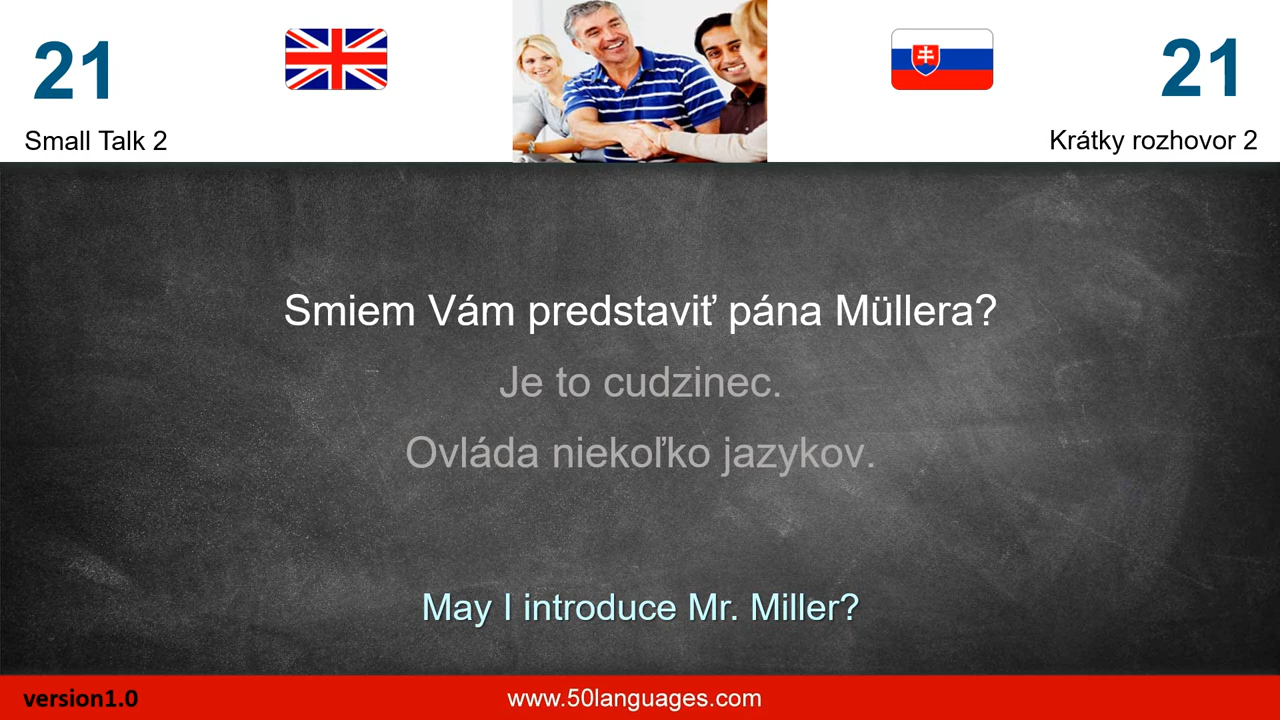 21
21
Small Talk 2
Krátky rozhovor 2
Smiem Vám predstaviť pána Müllera?
Je to cudzinec.
Ovláda niekoľko jazykov.
May I introduce Mr. Miller?
version1.0
www.50languages.com